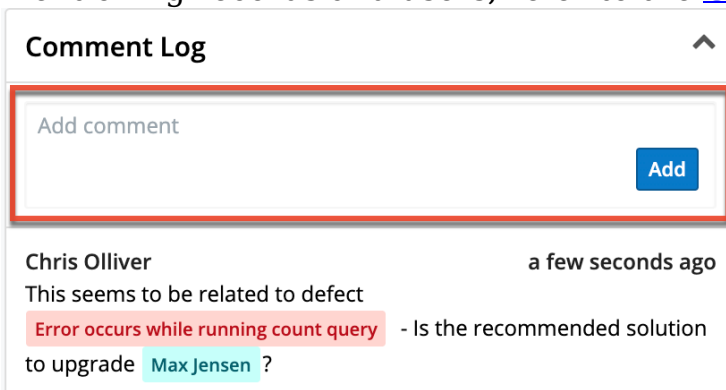 Comment Log
Add comment
Add
Chris Olliver a few seconds ago
This seems to be related to defect
Error occurs while running count query - Is the recommended solution
to upgrade Max Jensen ?